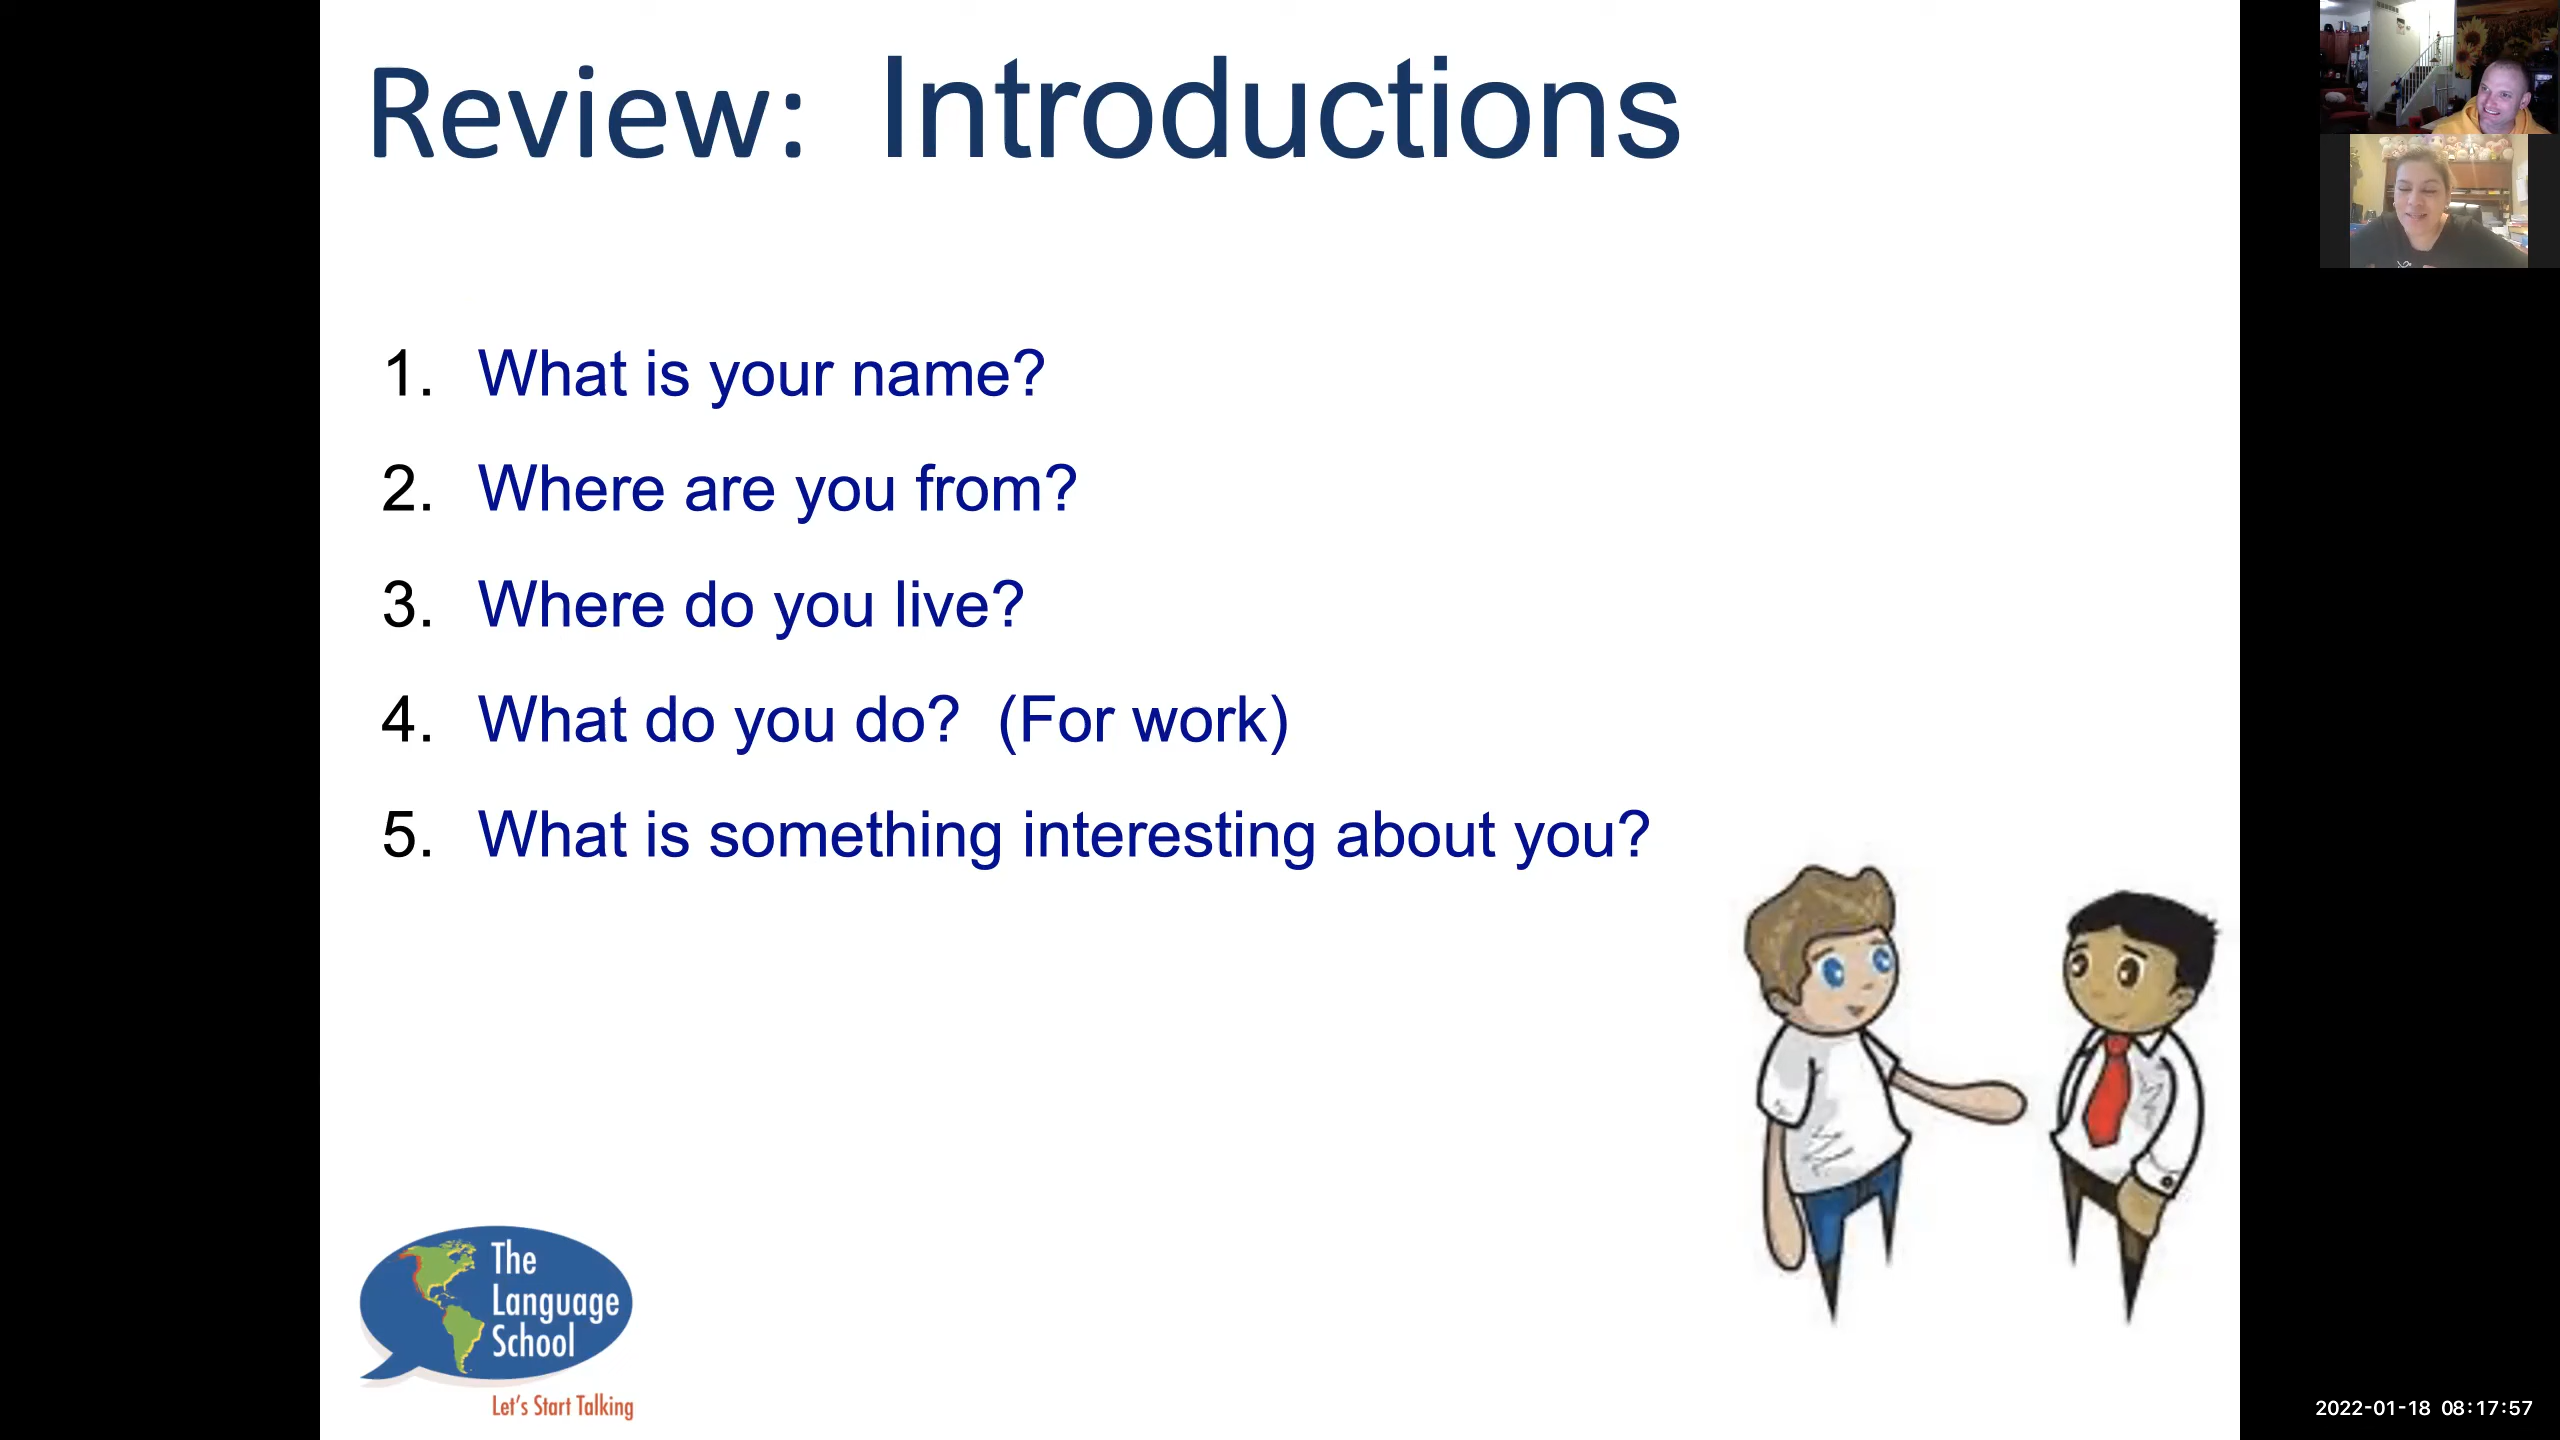 Review: Introductions
1. What is your name?
2. Where are you from?
3. Where do you live?
4. What do you do? (For work)
5. What is something interesting about you?
The
Language
School
Let's Start Talking
2022-01-18 08:17:57